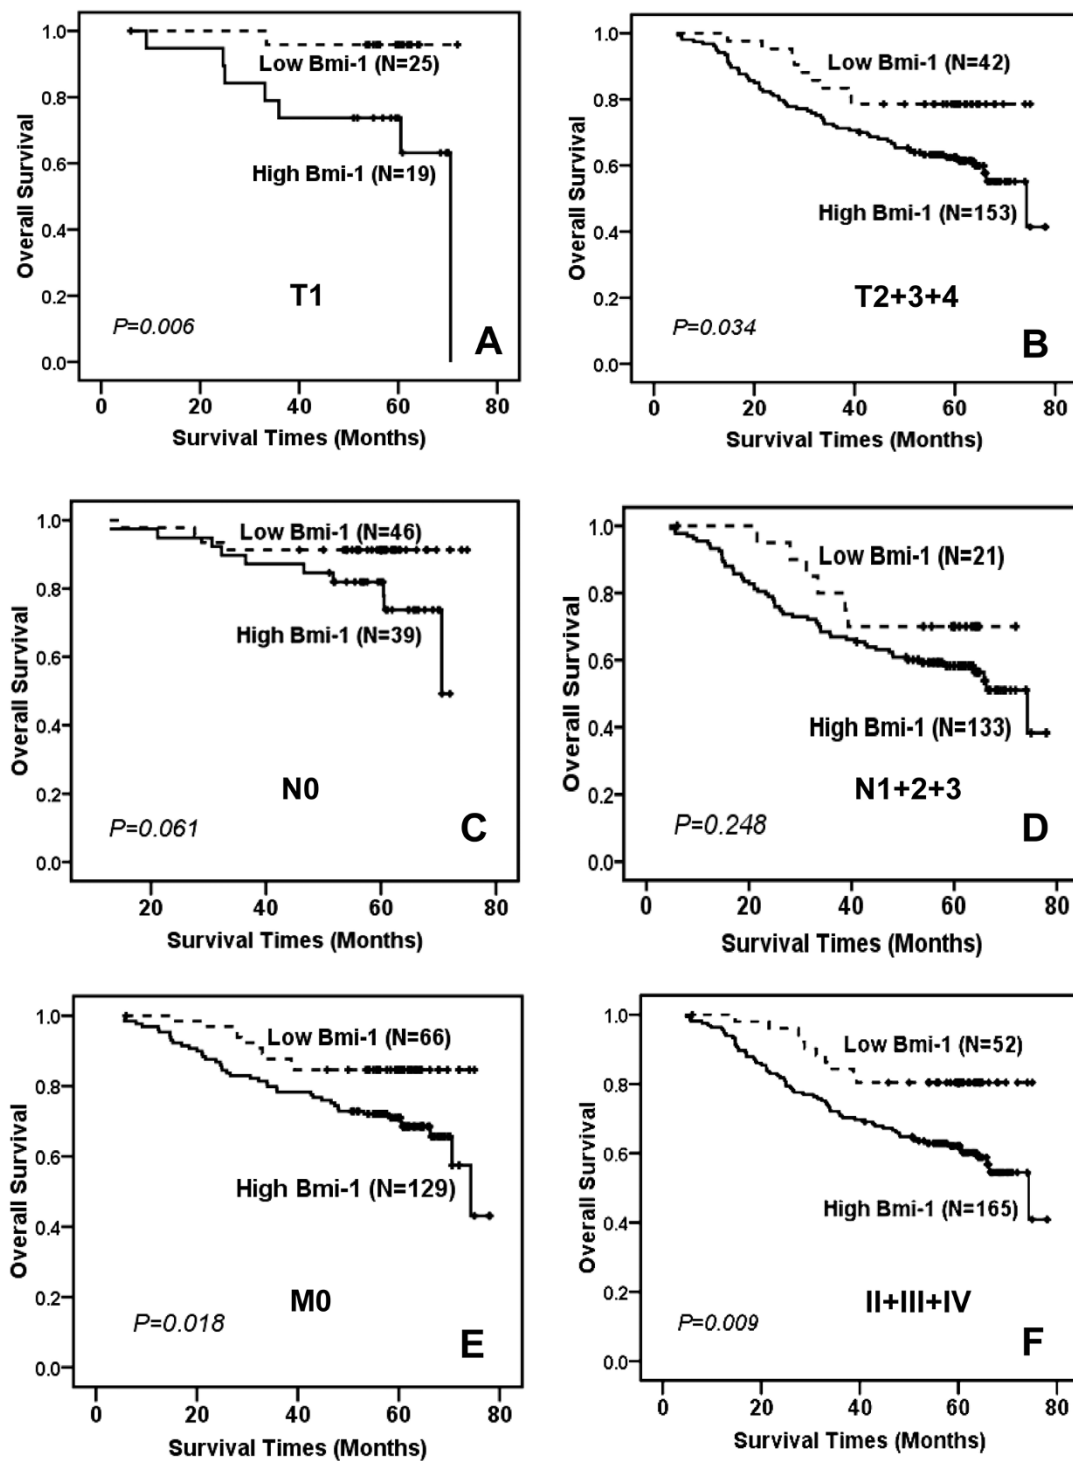 1.0
0.8
0.6
0.4
0.2
0.0
Overall Survival
Low Bmi-1 (N=25)
High Bmi-1 (N=19)
T1
P=0.006
A
0 20 40 60 80
Survival Times (Months)
1.0
0.8
0.6
0.4
0.2
0.0
Overall Survival
Low Bmi-1 (N=42)
High Bmi-1 (N=153)
T2+3+4
P=0.034
B
0 20 40 60 80
Survival Times (Months)
1.0
0.8
0.6
0.4
0.2
0.0
Overall Survival
Low Bmi-1 (N=46)
High Bmi-1 (N=39)
N0
P=0.061
C
20 40 60 80
Survival Times (Months)
1.0
0.8
0.6
0.4
0.2
0.0
Overall Survival
Low Bmi-1 (N=21)
High Bmi-1 (N=133)
N1+2+3
P=0.248
D
0 20 40 60 80
Survival Times (Months)
1.0
0.8
0.6
0.4
0.2
0.0
Overall Survival
Low Bmi-1 (N=66)
High Bmi-1 (N=129)
M0
P=0.018
E
0 20 40 60 80
Survival Times (Months)
1.0
0.8
0.6
0.4
0.2
0.0
Overall Survival
Low Bmi-1 (N=52)
High Bmi-1 (N=165)
II+III+IV
P=0.009
F
0 20 40 60 80
Survival Times (Months)